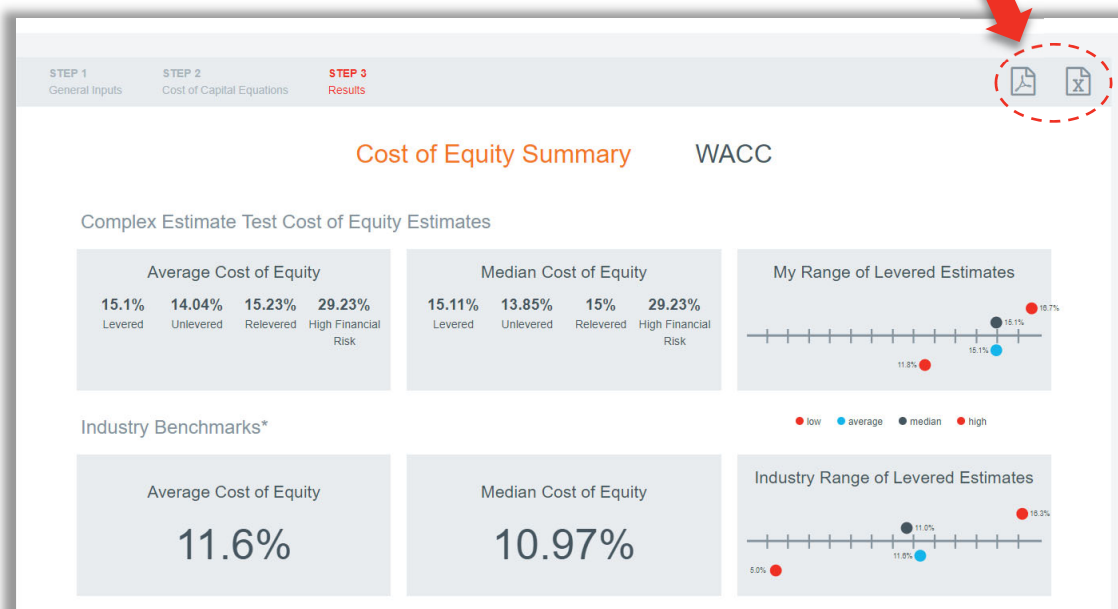 STEP 1 STEP 2 STEP 3
General Inputs Cost of Capital Equations Results
X
Cost of Equity Summary WACC
Complex Estimate Test Cost of Equity Estimates
Average Cost of Equity
15.1% 14.04% 15.23% 29.23%
Levered Unlevered Relevered High Financial
Risk
Median Cost of Equity
15.11% 13.85% 15% 29.23%
Levered Unlevered Relevered High Financial
Risk
My Range of Levered Estimates
16.7%
15.1%
15.1%
11.8%
Industry Benchmarks*
low average median high
Average Cost of Equity
11.6%
Median Cost of Equity
10.97%
Industry Range of Levered Estimates
16.3%
11.0%
11.6%
5.0%